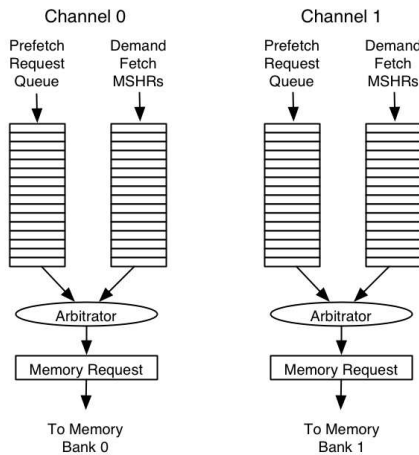 Channel 0
Prefetch
Request
Queue
Demand
Fetch
MSHRs
Arbitrator
Memory Request
To Memory
Bank 0
Channel 1
Prefetch
Request
Queue
Demand
Fetch
MSHRs
Arbitrator
Memory Request
To Memory
Bank 1